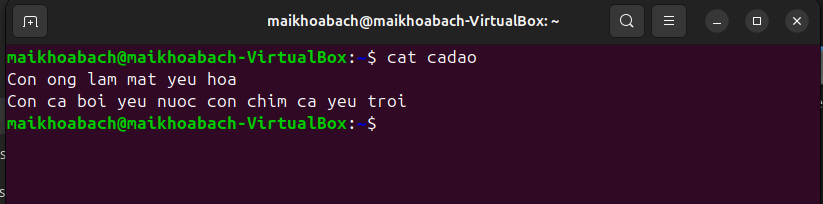 maikhoabach@maikhoabach-VirtualBox: ~
maikhoabach@maikhoabach-VirtualBox:~$ cat cadao
Con ong lam mat yeu hoa
Con ca boi yeu nuoc con chim ca yeu troi
maikhoabach@maikhoabach-VirtualBox:~$